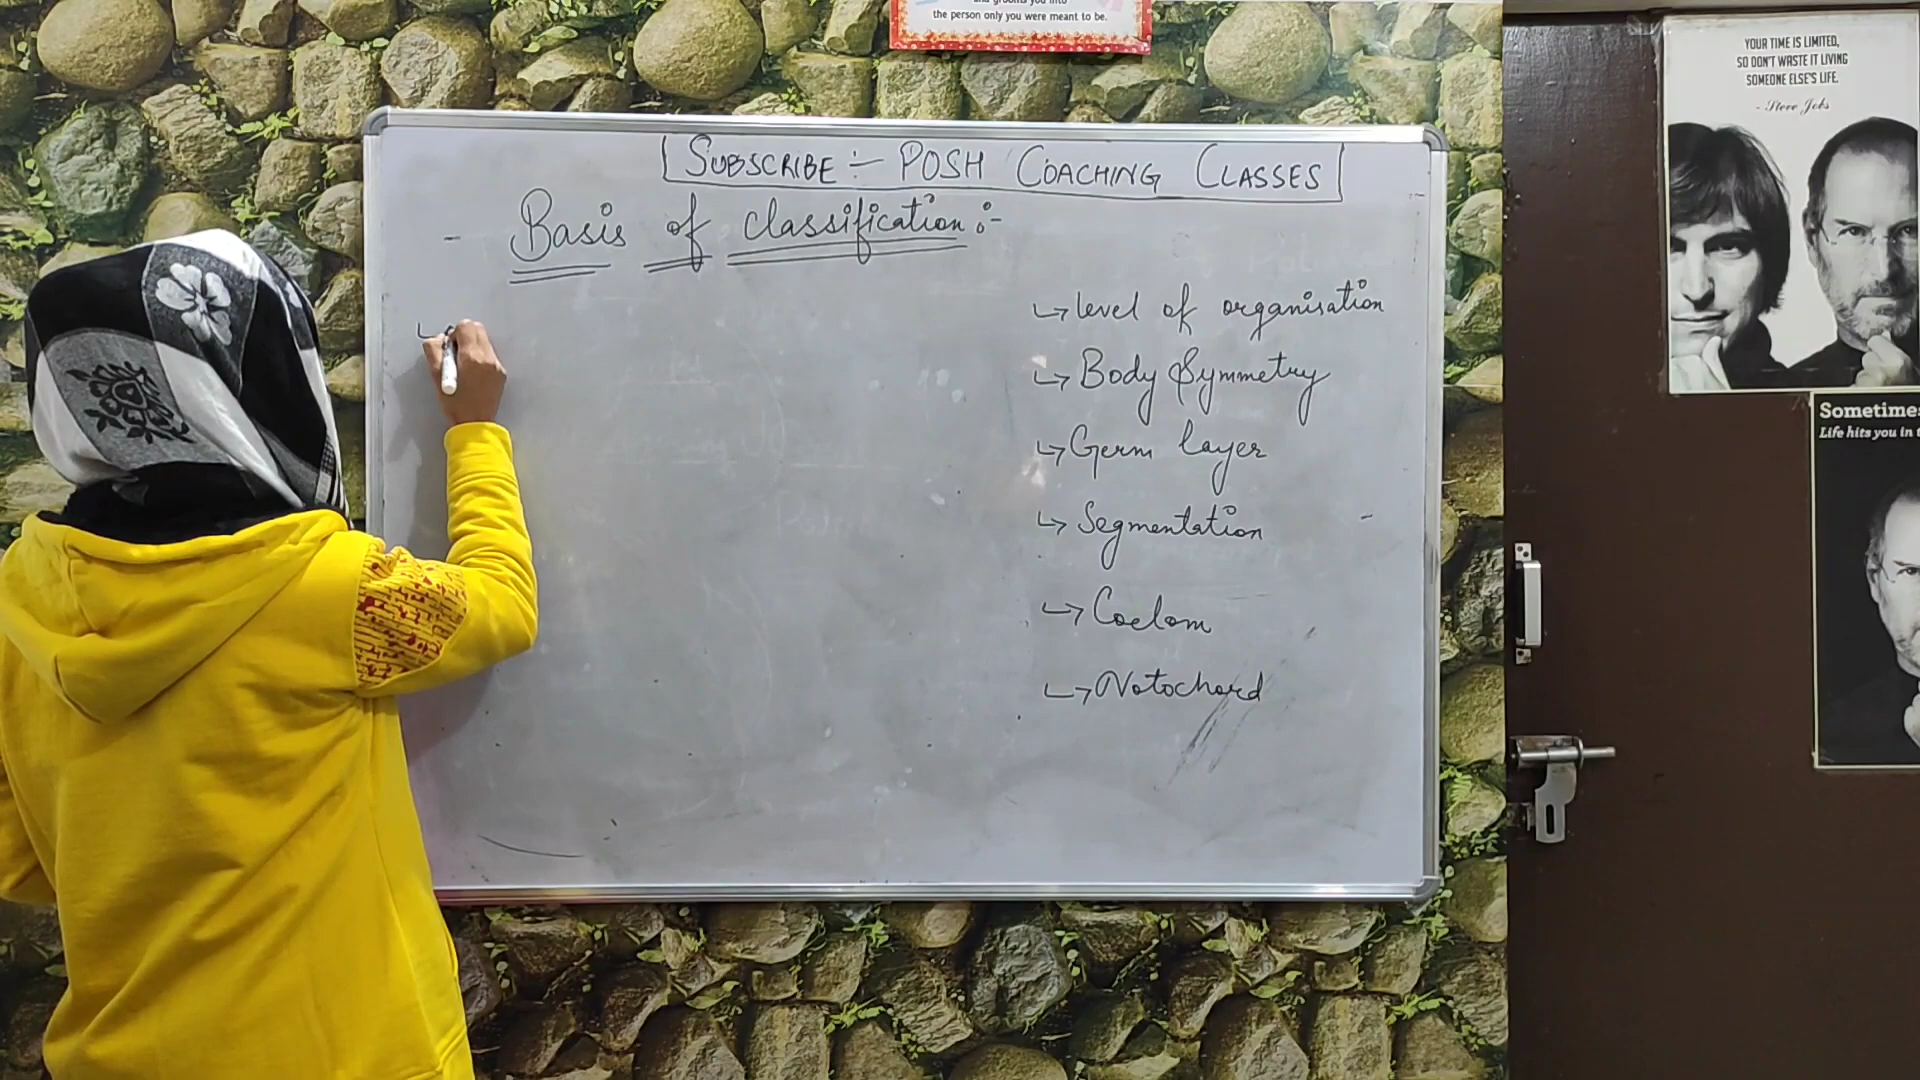 the person only you were meant to be.
SUBSCRIBE :- POSH COACHING CLASSES
- Basis of classification :-
↳ level of organisation
↳ Body Symmetry
↳ Germ layer
↳ Segmentation
↳ Coelom
↳ Notochord
YOUR TIME IS LIMITED,
SO DON'T WASTE IT LIVING
SOMEONE ELSE'S LIFE.
- Steve Jobs
Sometimes
Life hits you in